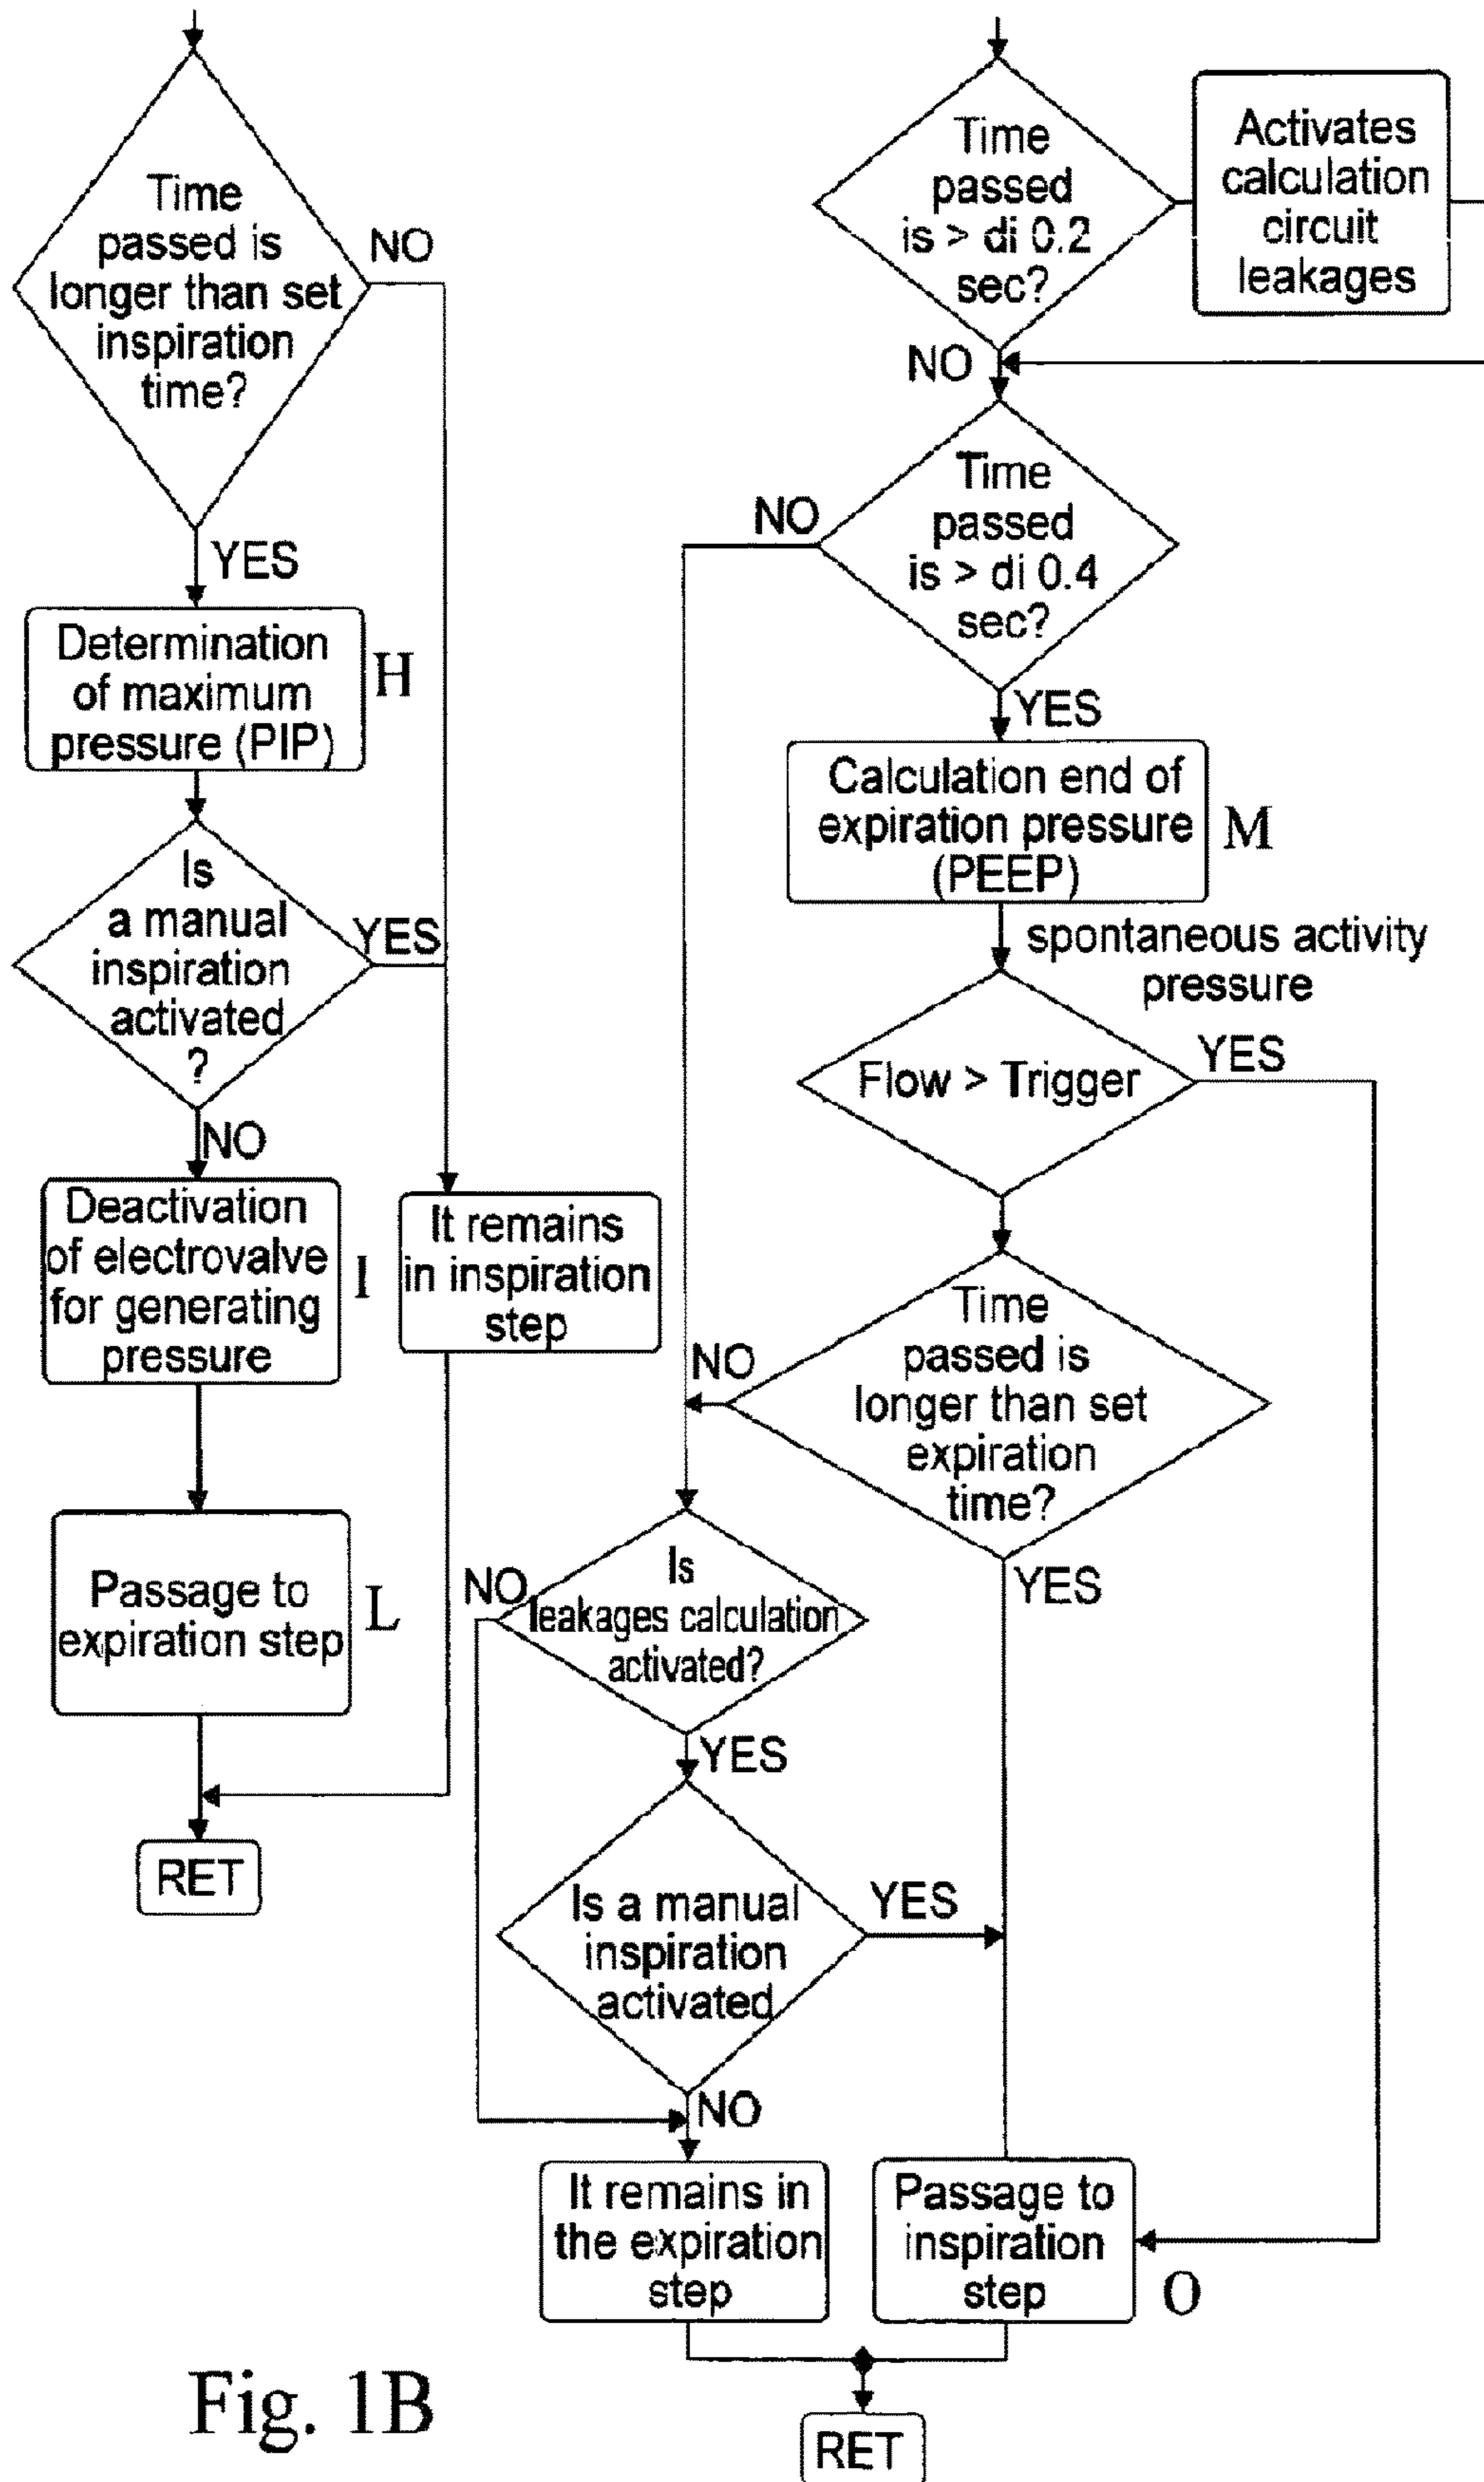 Time
passed is
longer than set
inspiration
time?
NO
YES
Determination
of maximum
pressure (PIP)
H
Is
a manual
inspiration
activated
?
YES
NO
Deactivation
of electrovalve
for generating
pressure
I
It remains
in inspiration
step
Passage to
expiration step
L
RET
Time
passed
is > di 0.2
sec?
Activates
calculation
circuit
leakages
NO
Time
passed
is > di 0.4
sec?
NO
YES
Calculation end of
expiration pressure
(PEEP)
M
spontaneous activity
pressure
Flow > Trigger
YES
Time
passed is
longer than set
expiration
time?
NO
YES
Is
leakages calculation
activated?
NO
YES
Is a manual
inspiration
activated
YES
NO
It remains in
the expiration
step
Passage to
inspiration
step
O
RET
Fig. 1B